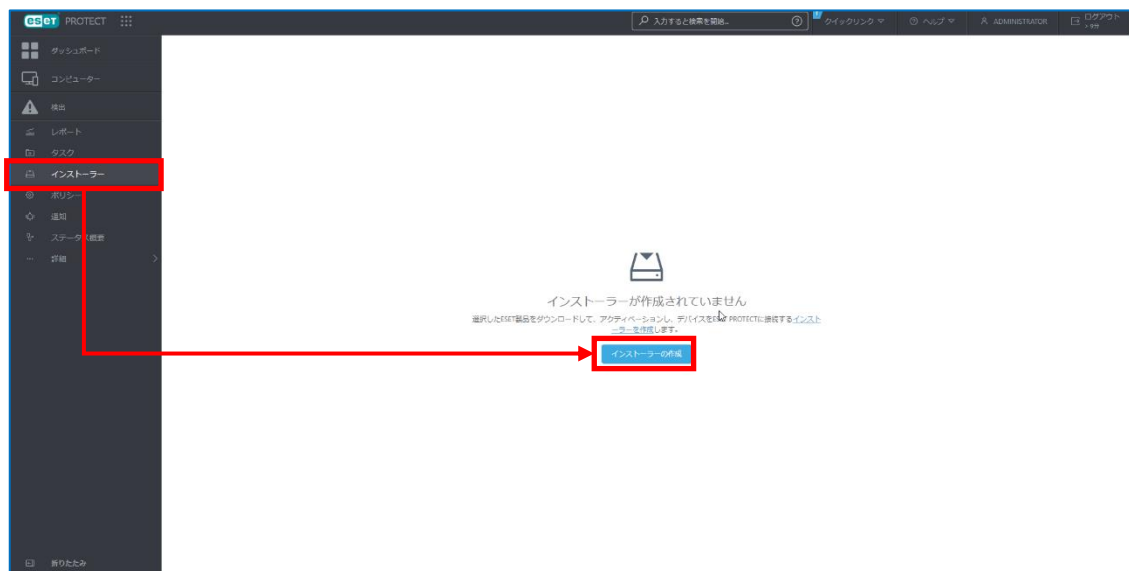 eset PROTECT
入力すると検索を開始...
クイックリンク
ヘルプ
ADMINISTRATOR
ログアウト
> 9分
ダッシュボード
コンピューター
検出
レポート
タスク
インストーラー
ポリシー
通知
ステータス概要
詳細
インストーラーが作成されていません
選択したESET製品をダウンロードして、アクティベーションし、デバイスをESET PROTECTに接続するインスト
ーラーを作成します。
インストーラーの作成
折りたたみ